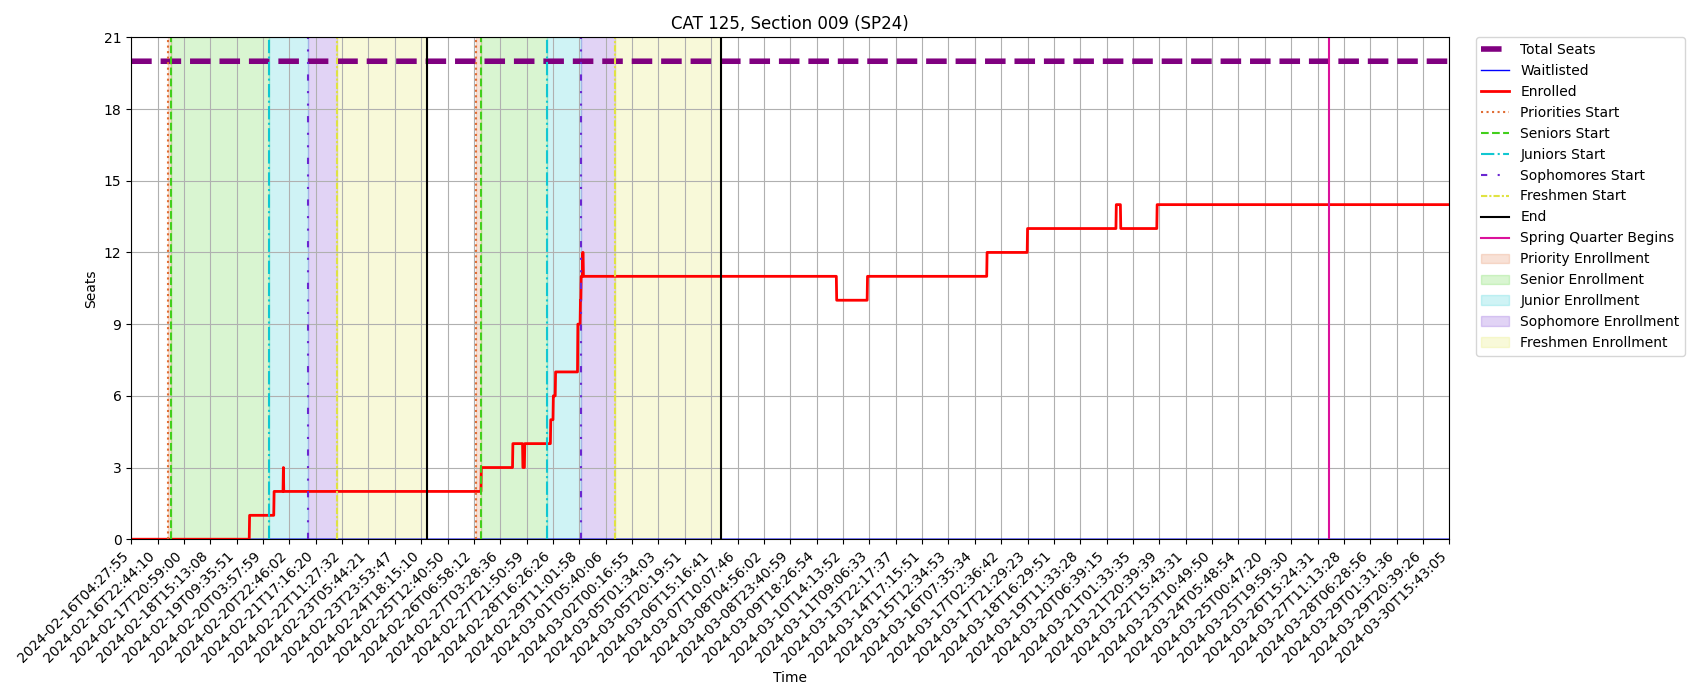 CAT 125, Section 009 (SP24)
Seats
21
18
15
12
9
6
3
0
2024-02-16T04:27:55
2024-02-16T22:44:10
2024-02-17T20:59:00
2024-02-18T15:13:08
2024-02-19T09:35:51
2024-02-20T03:57:59
2024-02-20T22:46:02
2024-02-21T17:16:20
2024-02-22T11:27:32
2024-02-23T05:44:21
2024-02-23T23:53:47
2024-02-24T18:15:10
2024-02-25T12:40:50
2024-02-26T06:58:12
2024-02-27T03:28:36
2024-02-27T21:50:59
2024-02-28T16:26:26
2024-02-29T11:01:58
2024-03-01T05:40:06
2024-03-02T00:16:55
2024-03-05T01:34:03
2024-03-05T20:19:51
2024-03-06T15:16:41
2024-03-07T10:07:46
2024-03-08T04:56:02
2024-03-08T23:40:59
2024-03-09T18:26:54
2024-03-10T14:13:52
2024-03-11T09:06:33
2024-03-13T22:17:37
2024-03-14T17:15:51
2024-03-15T12:34:53
2024-03-16T07:35:34
2024-03-17T02:36:42
2024-03-17T21:29:23
2024-03-18T16:29:51
2024-03-19T11:33:28
2024-03-20T06:39:15
2024-03-21T01:33:35
2024-03-21T20:39:39
2024-03-22T15:43:31
2024-03-23T10:49:50
2024-03-24T05:48:54
2024-03-25T00:47:20
2024-03-25T19:59:30
2024-03-26T15:24:31
2024-03-27T11:13:28
2024-03-28T06:28:56
2024-03-29T01:31:36
2024-03-29T20:39:26
2024-03-30T15:43:05
Time
Total Seats
Waitlisted
Enrolled
Priorities Start
Seniors Start
Juniors Start
Sophomores Start
Freshmen Start
End
Spring Quarter Begins
Priority Enrollment
Senior Enrollment
Junior Enrollment
Sophomore Enrollment
Freshmen Enrollment